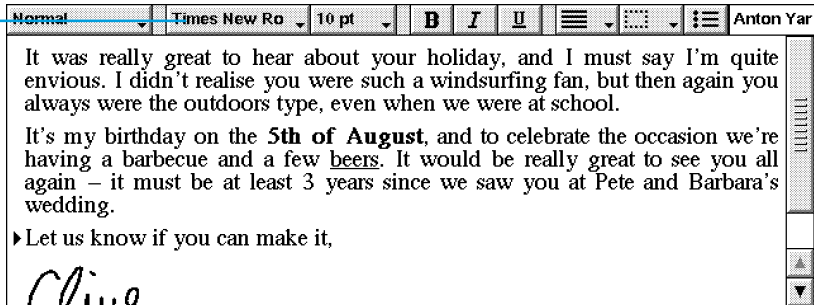 Normal Times New Ro 10 pt B I U Anton Yar
It was really great to hear about your holiday, and I must say I'm quite
envious. I didn't realise you were such a windsurfing fan, but then again you
always were the outdoors type, even when we were at school.
It's my birthday on the 5th of August, and to celebrate the occasion we're
having a barbecue and a few beers. It would be really great to see you all
again – it must be at least 3 years since we saw you at Pete and Barbara's
wedding.
Let us know if you can make it,
Clive